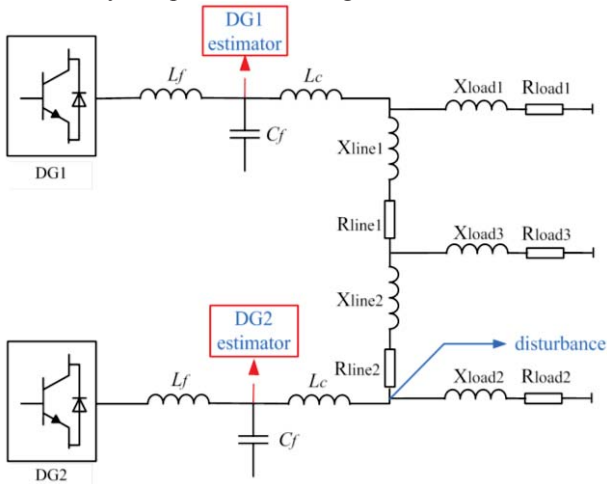 DG1
estimator
Lf
Lc
Xload1
Rload1
Cf
DG1
Xline1
Rline1
Xload3
Rload3
Xline2
DG2
estimator
disturbance
Rline2
Lf
Lc
Xload2
Rload2
Cf
DG2